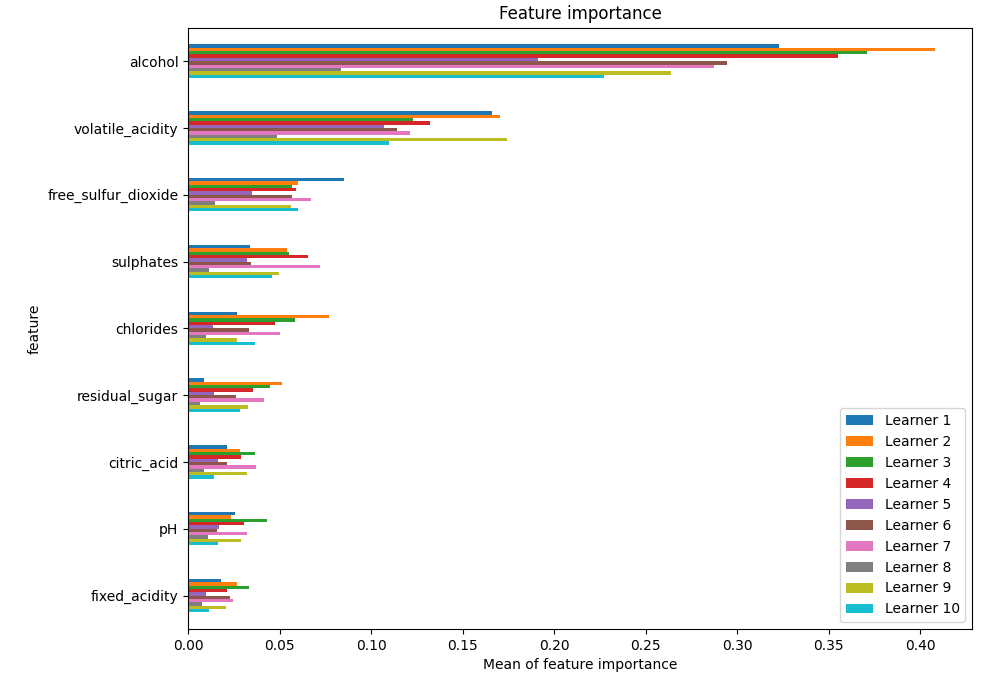 Feature importance
alcohol
volatile_acidity
free_sulfur_dioxide
sulphates
chlorides
residual_sugar
citric_acid
pH
fixed_acidity
feature
Learner 1
Learner 2
Learner 3
Learner 4
Learner 5
Learner 6
Learner 7
Learner 8
Learner 9
Learner 10
0.00 0.05 0.10 0.15 0.20 0.25 0.30 0.35 0.40
Mean of feature importance